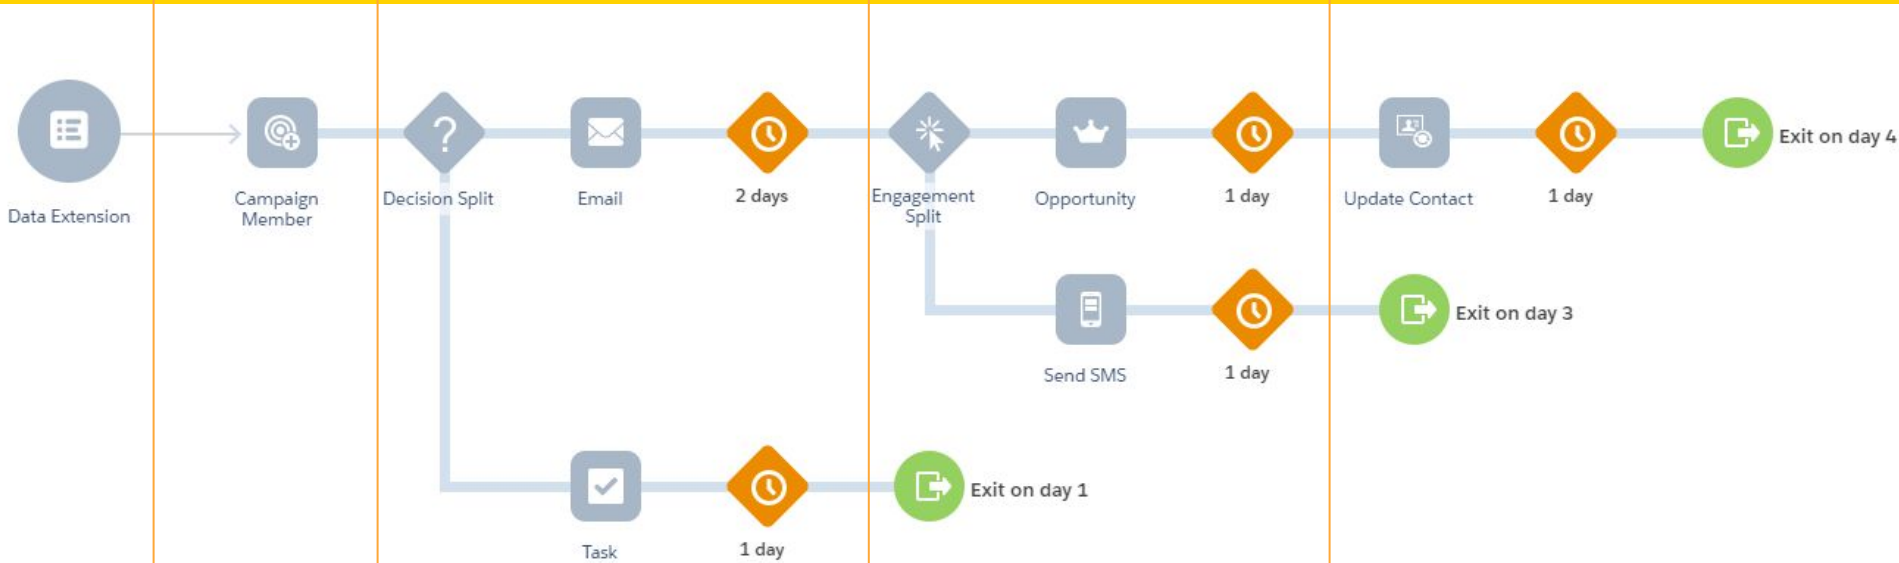 Data Extension
Campaign
Member
Decision Split
Email
2 days
Engagement
Split
Opportunity
1 day
Update Contact
1 day
Exit on day 4
Send SMS
1 day
Exit on day 3
Task
1 day
Exit on day 1